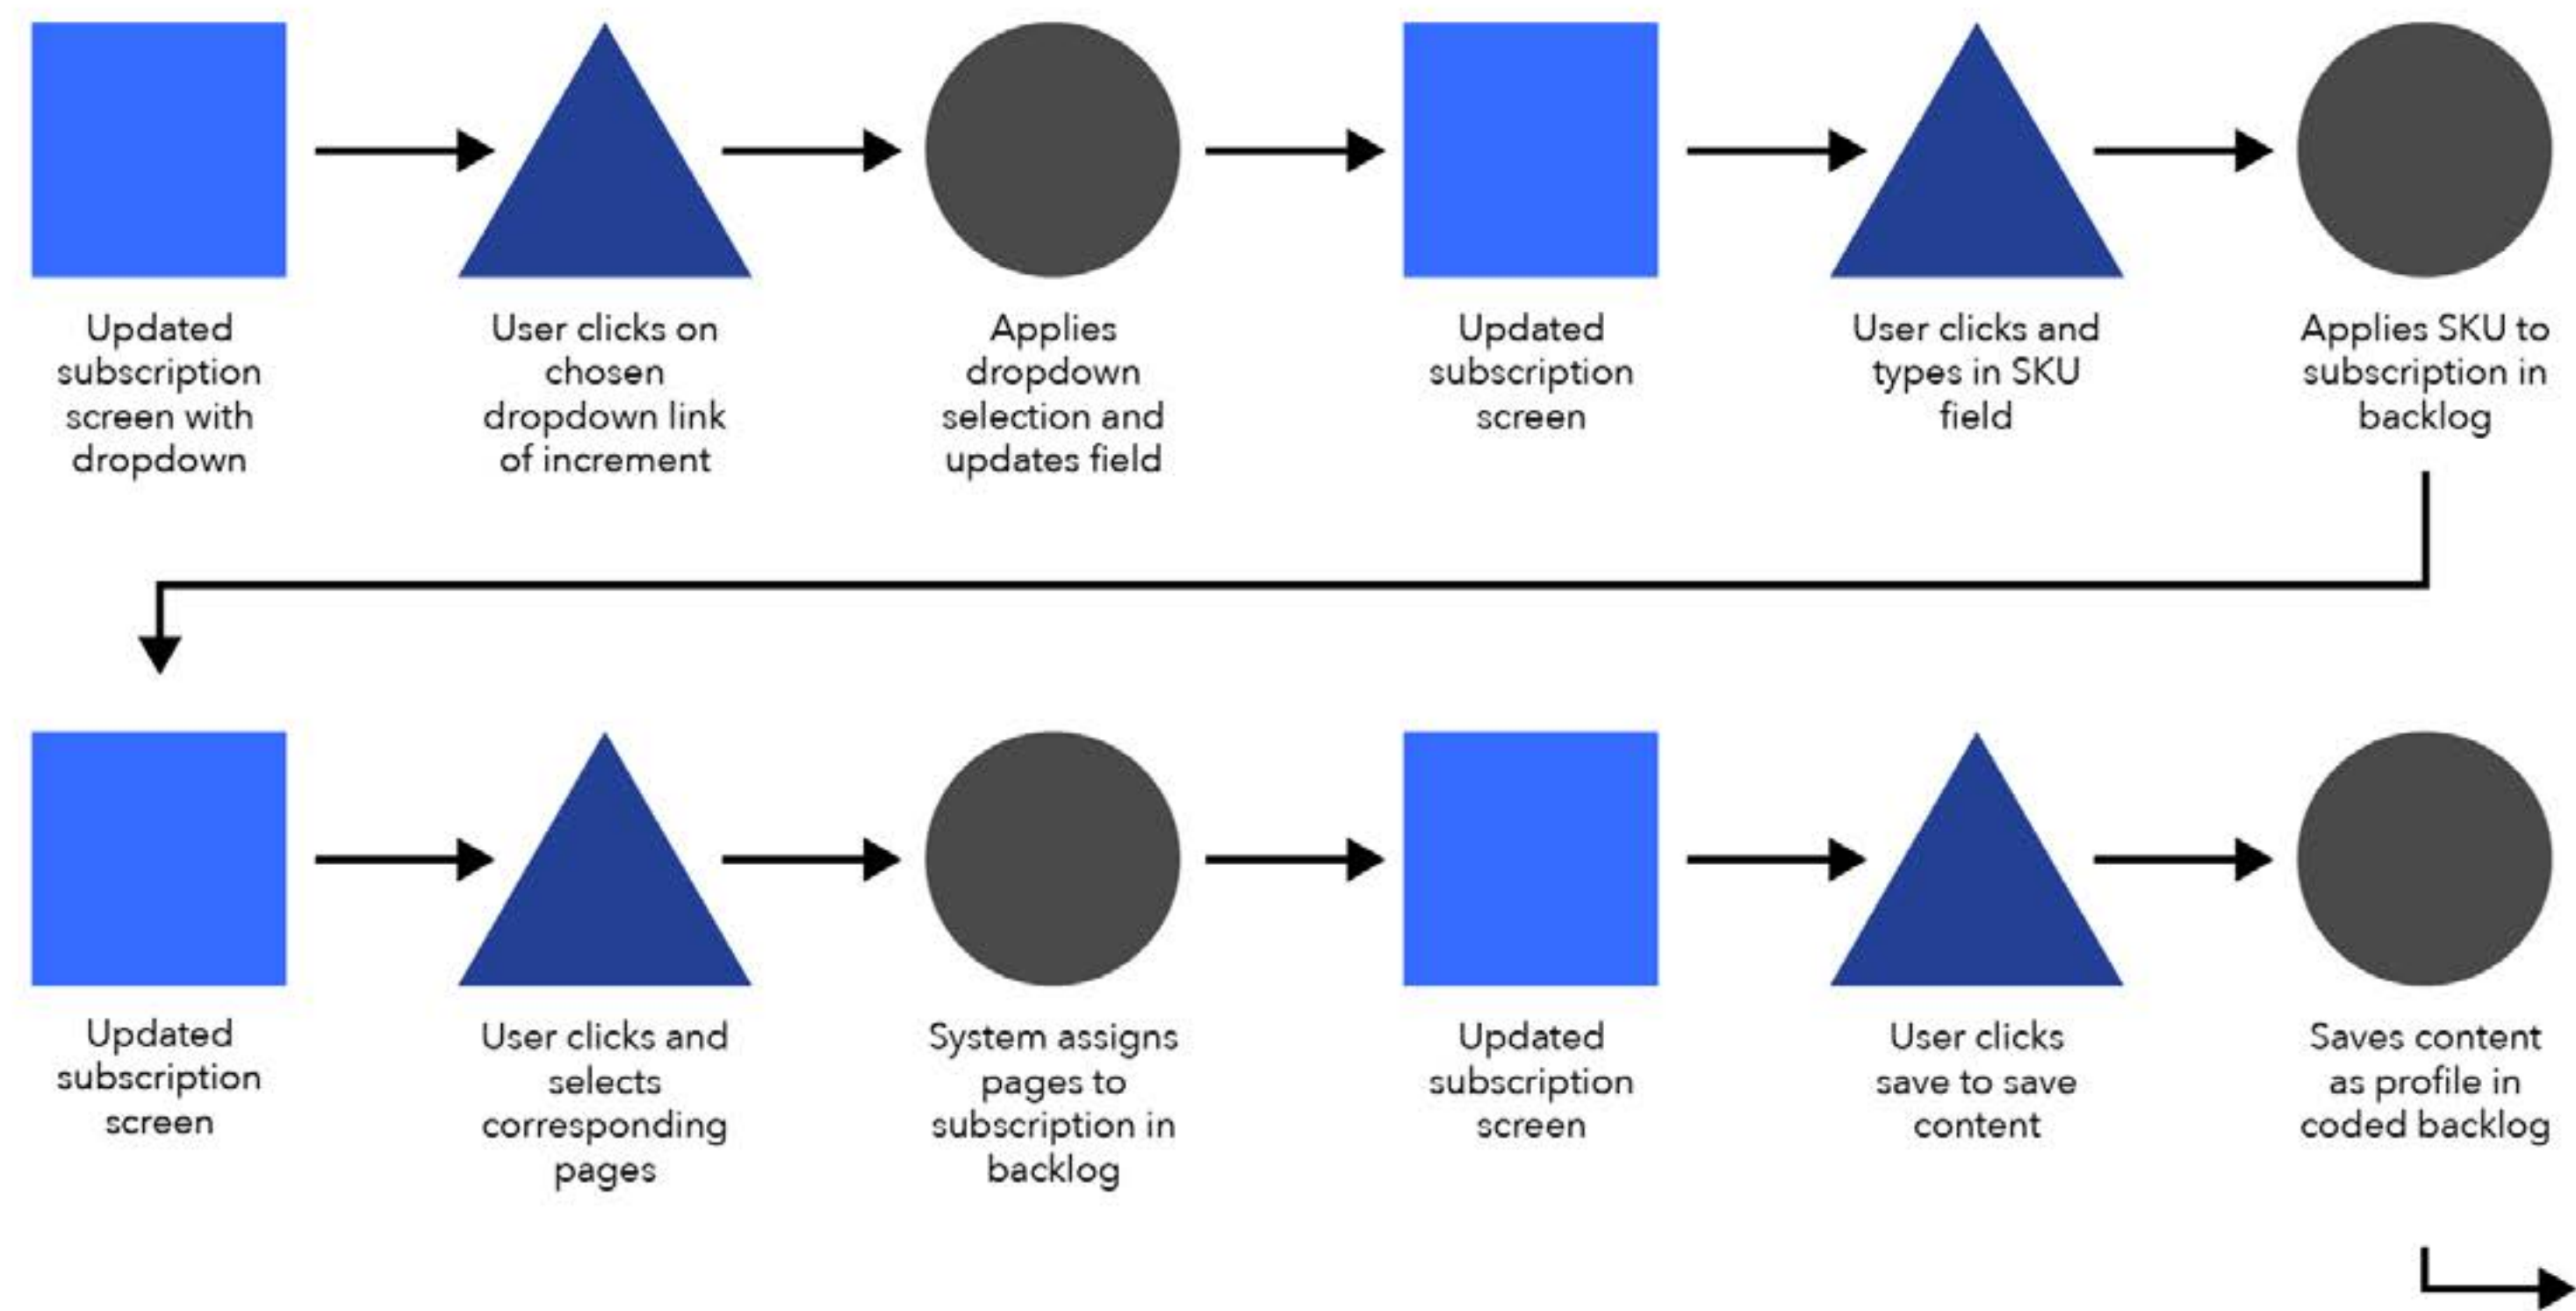 Updated
subscription
screen with
dropdown
User clicks on
chosen
dropdown link
of increment
Applies
dropdown
selection and
updates field
Updated
subscription
screen
User clicks and
types in SKU
field
Applies SKU to
subscription in
backlog
Updated
subscription
screen
User clicks and
selects
corresponding
pages
System assigns
pages to
subscription in
backlog
Updated
subscription
screen
User clicks
save to save
content
Saves content
as profile in
coded backlog